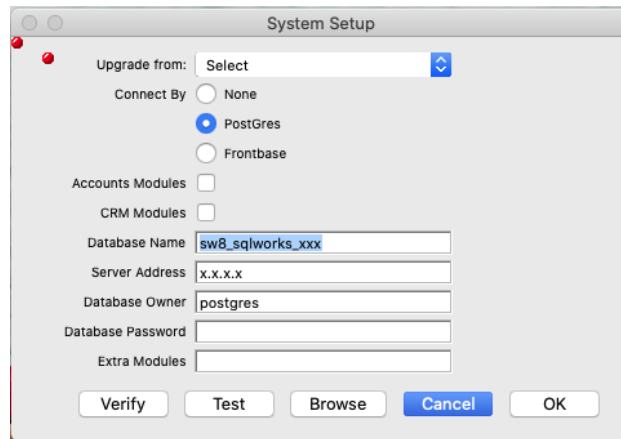 System Setup
Upgrade from: Select
Connect By None
PostGres
Frontbase
Accounts Modules
CRM Modules
Database Name sw8_sqlworks_xxx
Server Address x.x.x.x
Database Owner postgres
Database Password
Extra Modules
Verify Test Browse Cancel OK